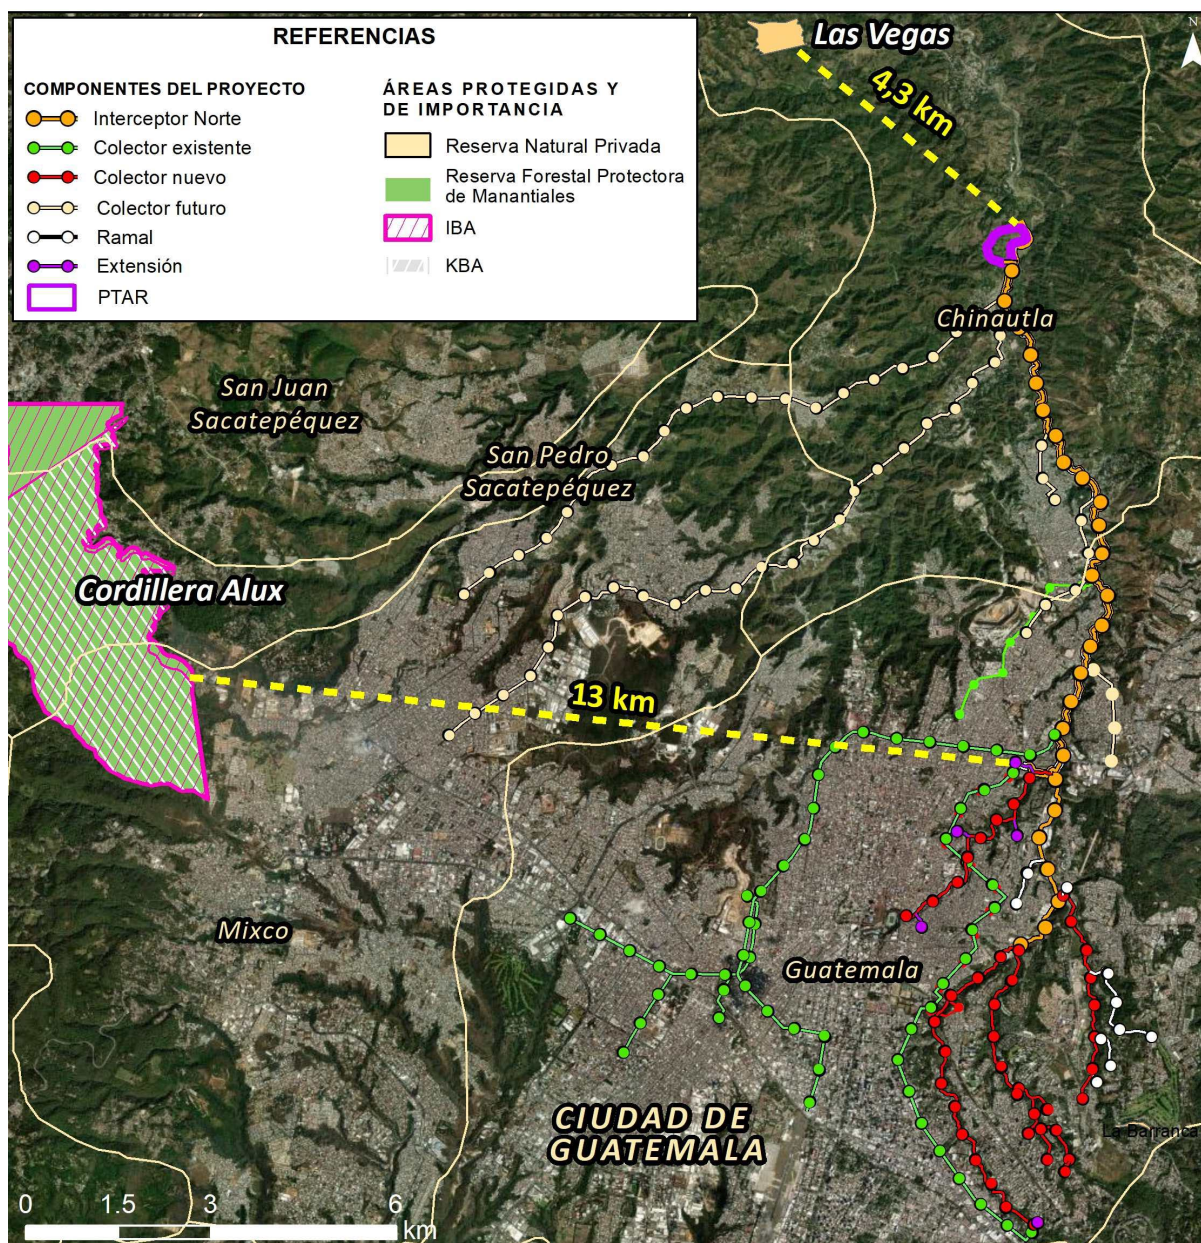 REFERENCIAS
COMPONENTES DEL PROYECTO
Interceptor Norte
Colector existente
Colector nuevo
Colector futuro
Ramal
Extensión
PTAR
ÁREAS PROTEGIDAS Y
DE IMPORTANCIA
Reserva Natural Privada
Reserva Forestal Protectora
de Manantiales
IBA
KBA
Las Vegas
N
4,3 km
Chinautla
San Juan
Sacatepéquez
San Pedro
Sacatepéquez
Cordillera Alux
13 km
Mixco
Guatemala
CIUDAD DE
GUATEMALA
La Barranca
0 1.5 3 6
km